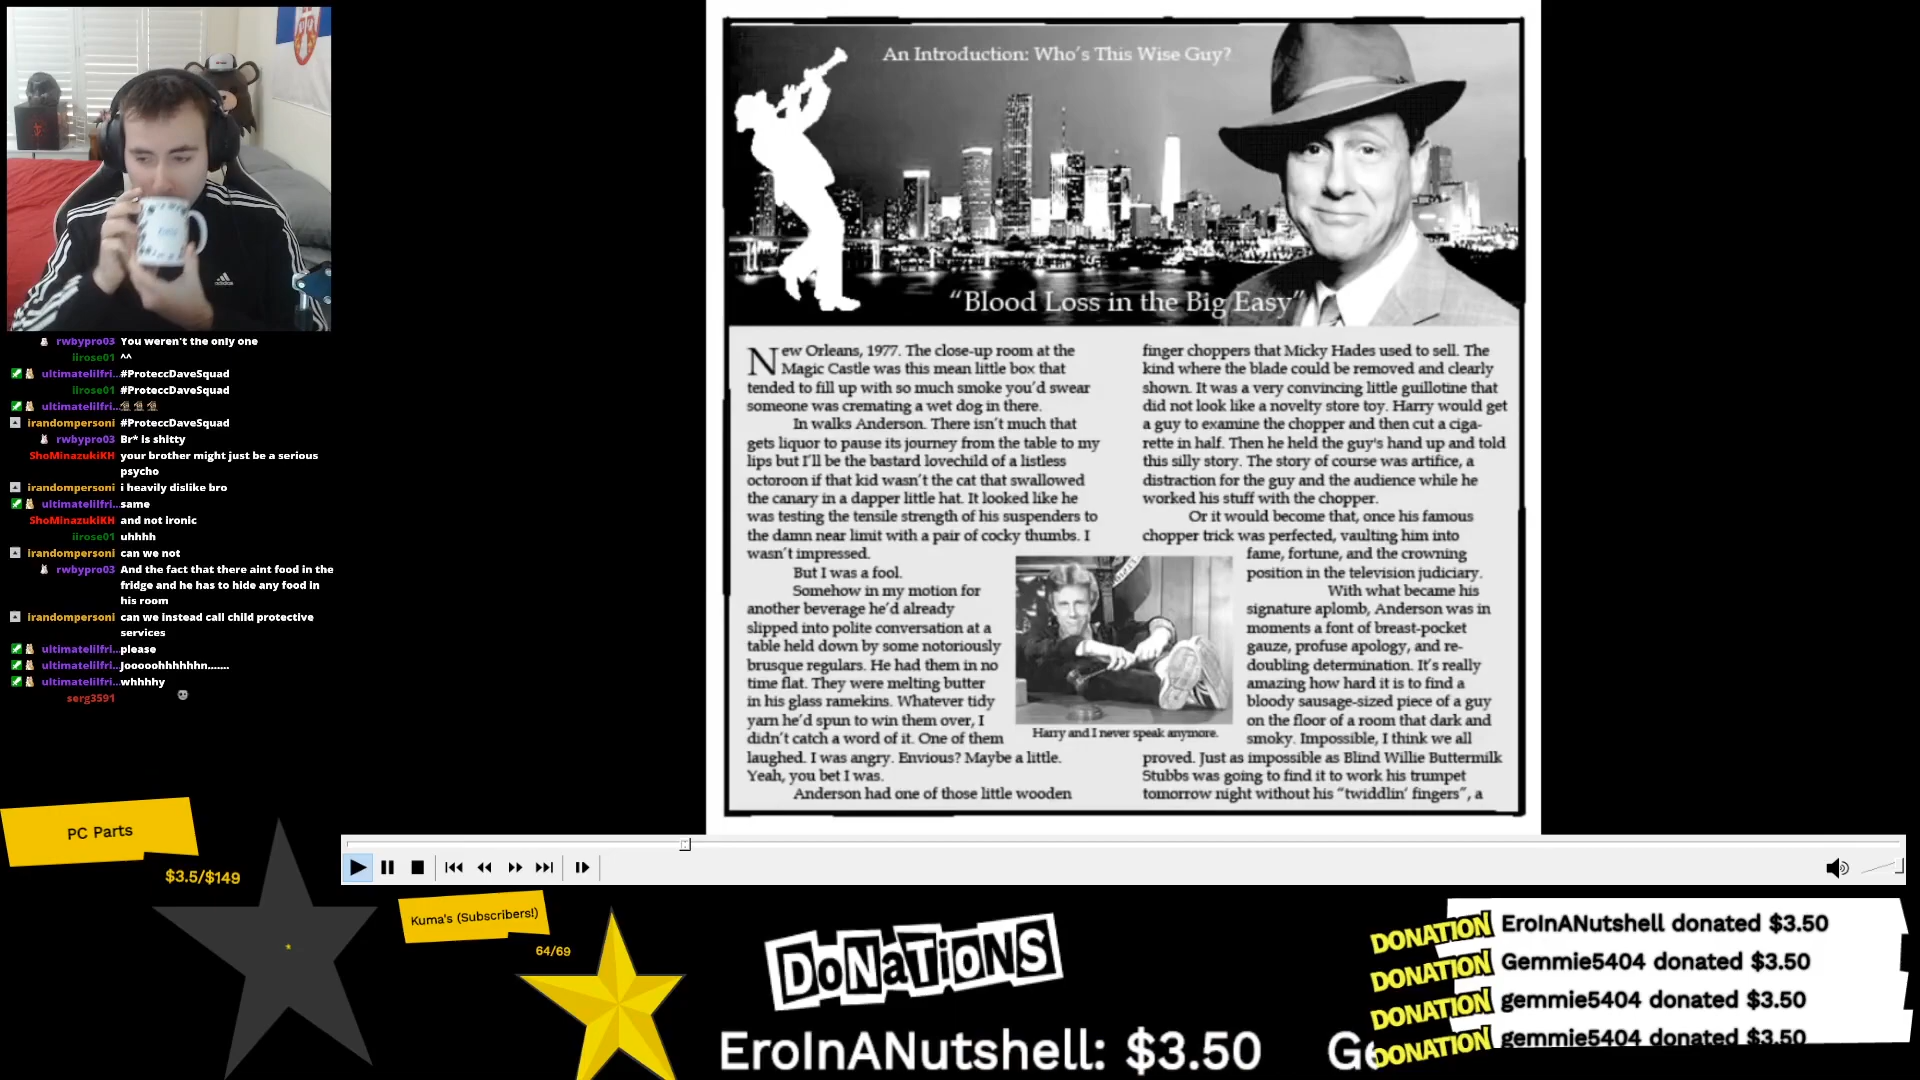 rwbypro03 You weren't the only one
iirose01 ^^
ultimatelilfri... #ProteccDaveSquad
iirose01 #ProteccDaveSquad
ultimatelilfri...
irandompersoni #ProteccDaveSquad
rwbypro03 Br* is shitty
ShoMinazukiKH your brother might just be a serious
psycho
irandompersoni i heavily dislike bro
ultimatelilfri... same
ShoMinazukiKH and not ironic
iirose01 uhhhh
irandompersoni can we not
rwbypro03 And the fact that there aint food in the
fridge and he has to hide any food in
his room
irandompersoni can we instead call child protective
services
ultimatelilfri... please
ultimatelilfri... Jooooohhhhhhn.......
ultimatelilfri... whhhhy
serg3591
An Introduction: Who's This Wise Guy?
"Blood Loss in the Big Easy"
New Orleans, 1977. The close-up room at the
Magic Castle was this mean little box that
tended to fill up with so much smoke you'd swear
someone was cremating a wet dog in there.
In walks Anderson. There isn't much that
gets liquor to pause its journey from the table to my
lips but I'll be the bastard lovechild of a listless
octoroon if that kid wasn't the cat that swallowed
the canary in a dapper little hat. It looked like he
was testing the tensile strength of his suspenders to
the damn near limit with a pair of cocky thumbs. I
wasn't impressed.
But I was a fool.
Somehow in my motion for
another beverage he'd already
slipped into polite conversation at a
table held down by some notoriously
brusque regulars. He had them in no
time flat. They were melting butter
in his glass ramekins. Whatever tidy
yarn he'd spun to win them over, I
didn't catch a word of it. One of them
laughed. I was angry. Envious? Maybe a little.
Yeah, you bet I was.
Anderson had one of those little wooden
Harry and I never speak anymore.
finger choppers that Micky Hades used to sell. The
kind where the blade could be removed and clearly
shown. It was a very convincing little guillotine that
did not look like a novelty store toy. Harry would get
a guy to examine the chopper and then cut a ciga-
rette in half. Then he held the guy's hand up and told
this silly story. The story of course was artifice, a
distraction for the guy and the audience while he
worked his stuff with the chopper.
Or it would become that, once his famous
chopper trick was perfected, vaulting him into
fame, fortune, and the crowning
position in the television judiciary.
With what became his
signature aplomb, Anderson was in
moments a font of breast-pocket
gauze, profuse apology, and re-
doubling determination. It's really
amazing how hard it is to find a
bloody sausage-sized piece of a guy
on the floor of a room that dark and
smoky. Impossible, I think we all
proved. Just as impossible as Blind Willie Buttermilk
Stubbs was going to find it to work his trumpet
tomorrow night without his "twiddlin' fingers", a
PC Parts
$3.5/$149
Kuma's (Subscribers!)
64/69
DoNaTiONS
EroInANutshell: $3.50 Ge
DONATION EroInANutshell donated $3.50
DONATION Gemmie5404 donated $3.50
DONATION gemmie5404 donated $3.50
DONATION gemmie5404 donated $3.50
adidas